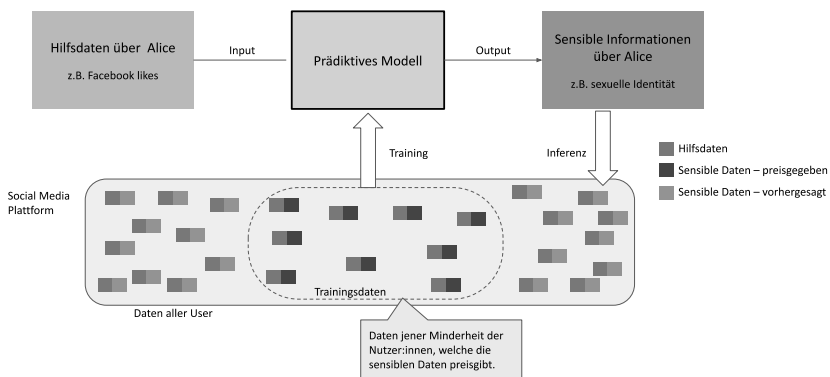 Hilfsdaten über Alice
z.B. Facebook likes
Input
Prädiktives Modell
Output
Sensible Informationen
über Alice
z.B. sexuelle Identität
Training
Inferenz
Hilfsdaten
Sensible Daten – preisgegeben
Sensible Daten – vorhergesagt
Social Media
Plattform
Trainingsdaten
Daten aller User
Daten jener Minderheit der
Nutzer:innen, welche die
sensiblen Daten preisgibt.